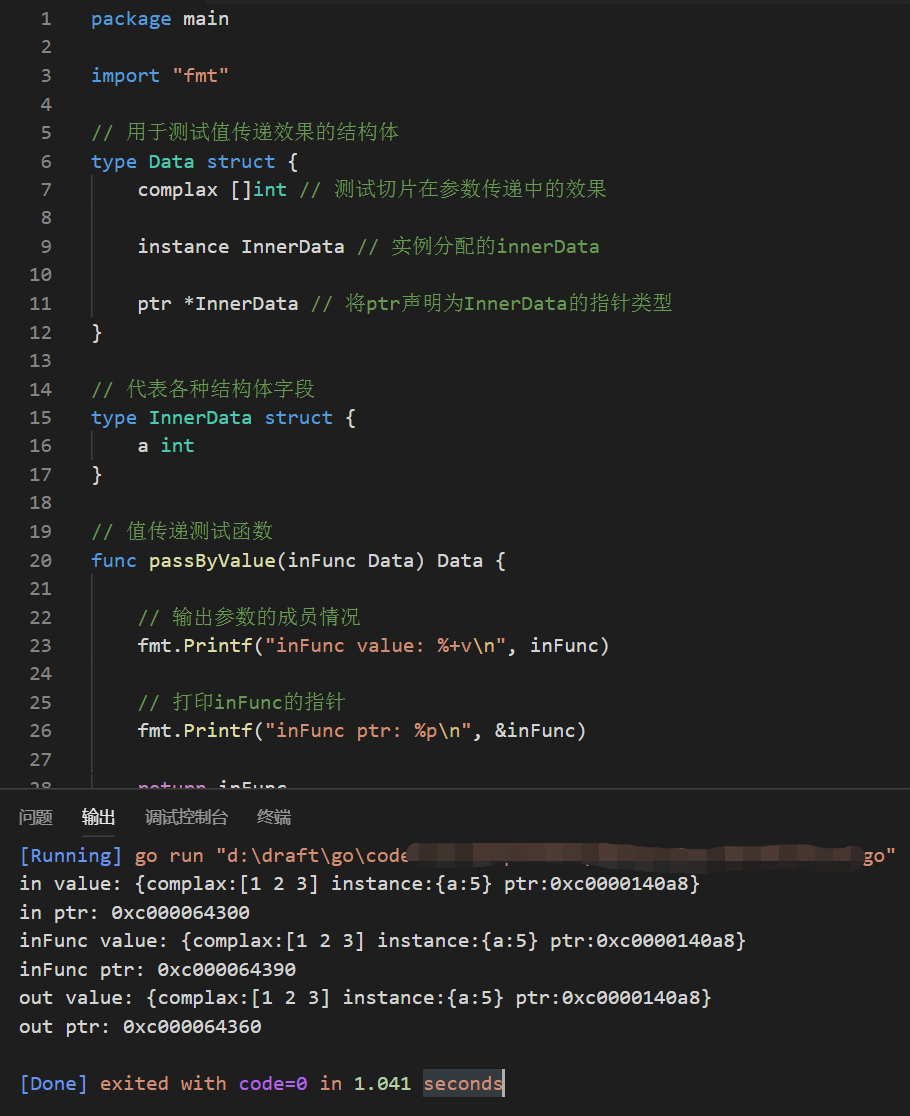 1 package main
2
3 import "fmt"
4
5 // 用于测试值传递效果的结构体
6 type Data struct {
7 complax []int // 测试切片在参数传递中的效果
8
9 instance InnerData // 实例分配的innerData
10
11 ptr *InnerData // 将ptr声明为InnerData的指针类型
12 }
13
14 // 代表各种结构体字段
15 type InnerData struct {
16 a int
17 }
18
19 // 值传递测试函数
20 func passByValue(inFunc Data) Data {
21
22 // 输出参数的成员情况
23 fmt.Printf("inFunc value: %+v\n", inFunc)
24
25 // 打印inFunc的指针
26 fmt.Printf("inFunc ptr: %p\n", &inFunc)
27
28 return inFunc
问题 输出 调试控制台 终端
[Running] go run "d:\draft\go\code go"
in value: {complax:[1 2 3] instance:{a:5} ptr:0xc0000140a8}
in ptr: 0xc000064300
inFunc value: {complax:[1 2 3] instance:{a:5} ptr:0xc0000140a8}
inFunc ptr: 0xc000064390
out value: {complax:[1 2 3] instance:{a:5} ptr:0xc0000140a8}
out ptr: 0xc000064360
[Done] exited with code=0 in 1.041 seconds